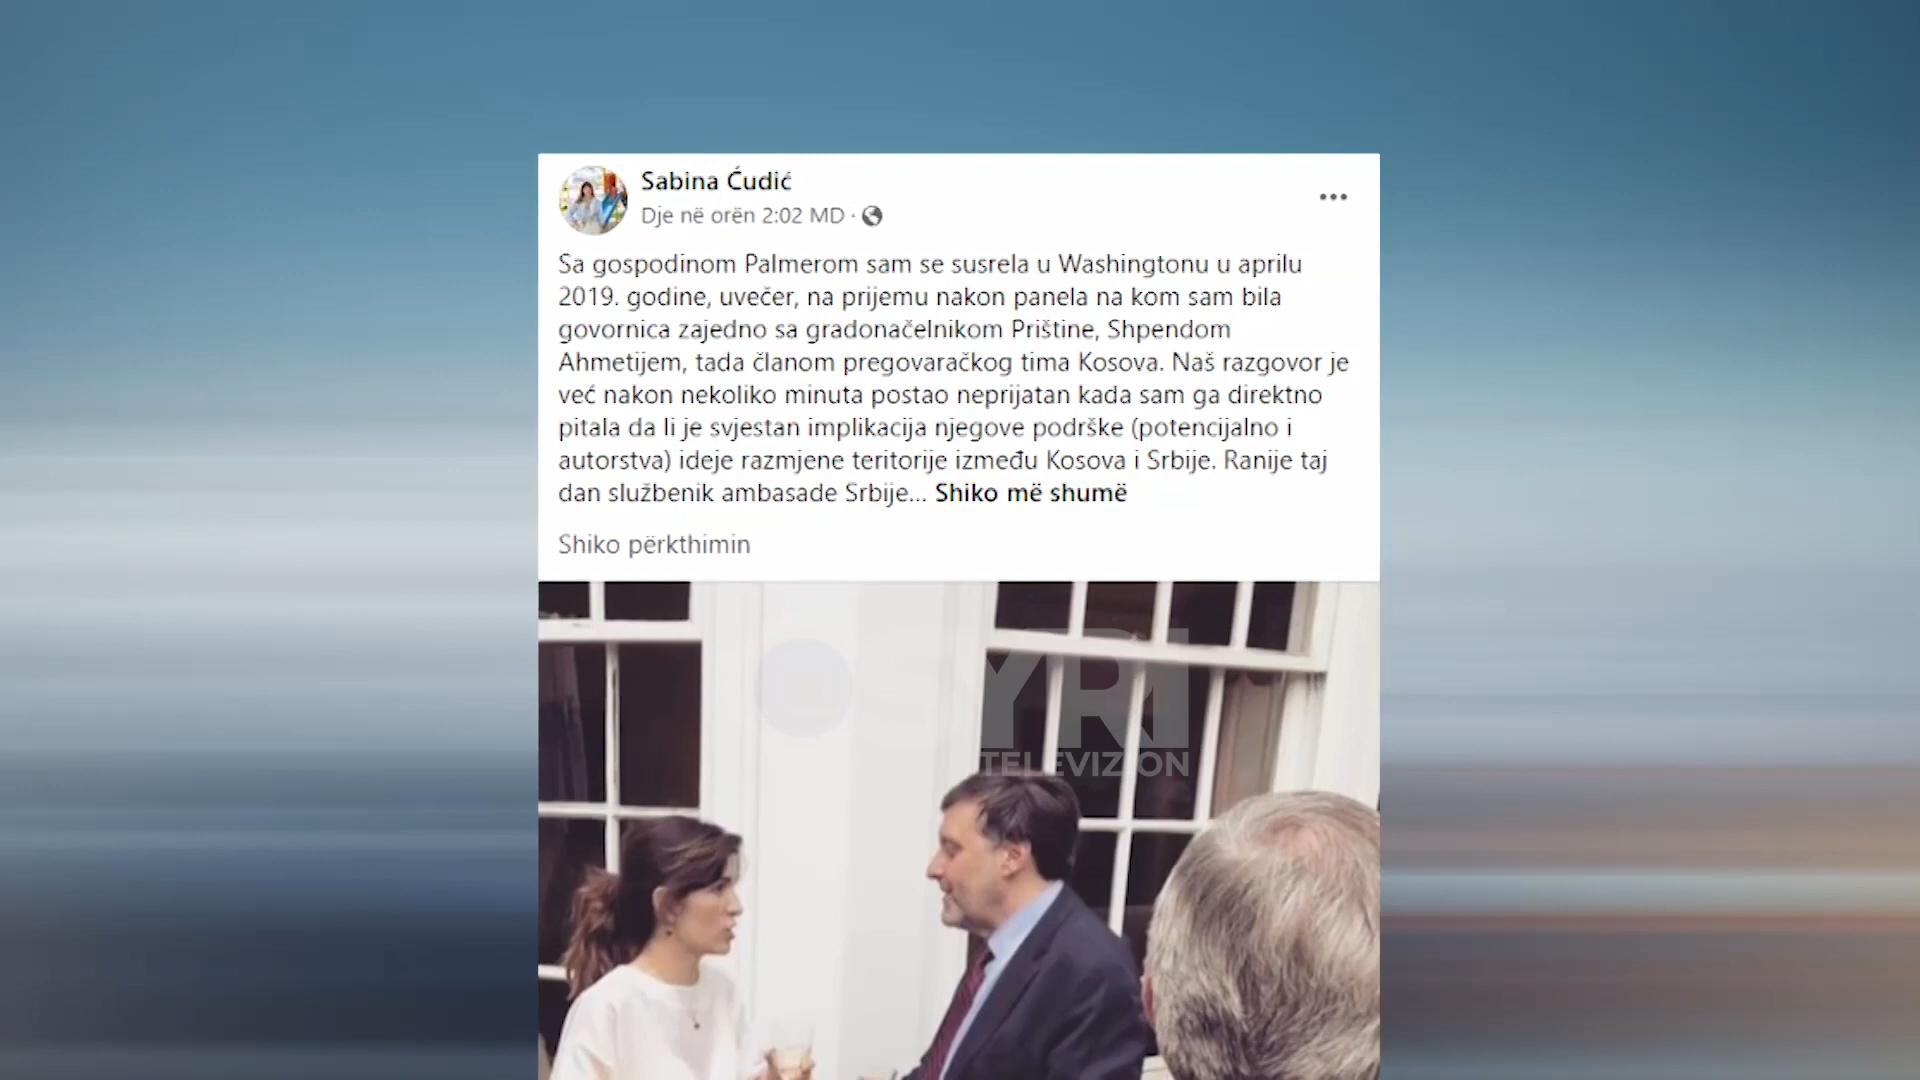 Sabina Ćudić
Dje në orën 2:02 MD ·
Sa gospodinom Palmerom sam se susrela u Washingtonu u aprilu
2019. godine, uvečer, na prijemu nakon panela na kom sam bila
govornica zajedno sa gradonačelnikom Prištine, Shpendom
Ahmetijem, tada članom pregovaračkog tima Kosova. Naš razgovor je
već nakon nekoliko minuta postao neprijatan kada sam ga direktno
pitala da li je svjestan implikacija njegove podrške (potencijalno i
autorstva) ideje razmjene teritorije između Kosova i Srbije. Ranije taj
dan službenik ambasade Srbije... Shiko më shumë
Shiko përkthimin
YRI
TELEVIZION